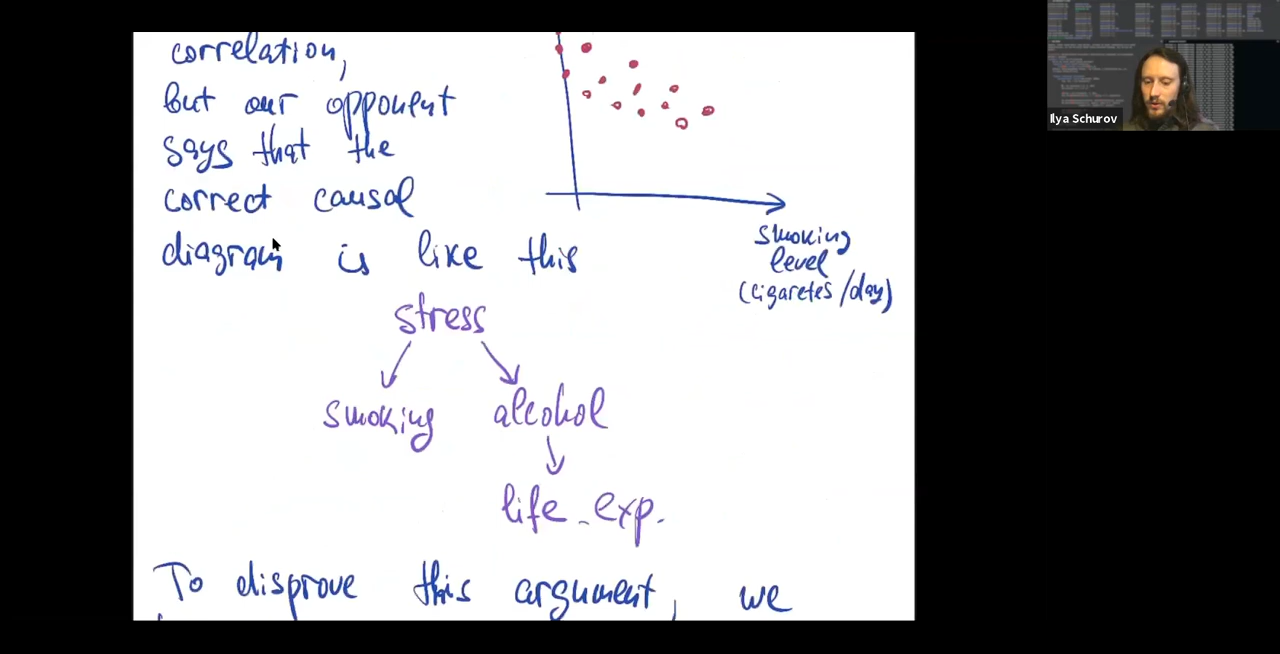 correlation,
but our opponent
says that the
correct causal
diagram is like this
smoking
level
(cigaretes/day)
stress
smoking alcohol
life exp.
To disprove this argument, we
Ilya Schurov